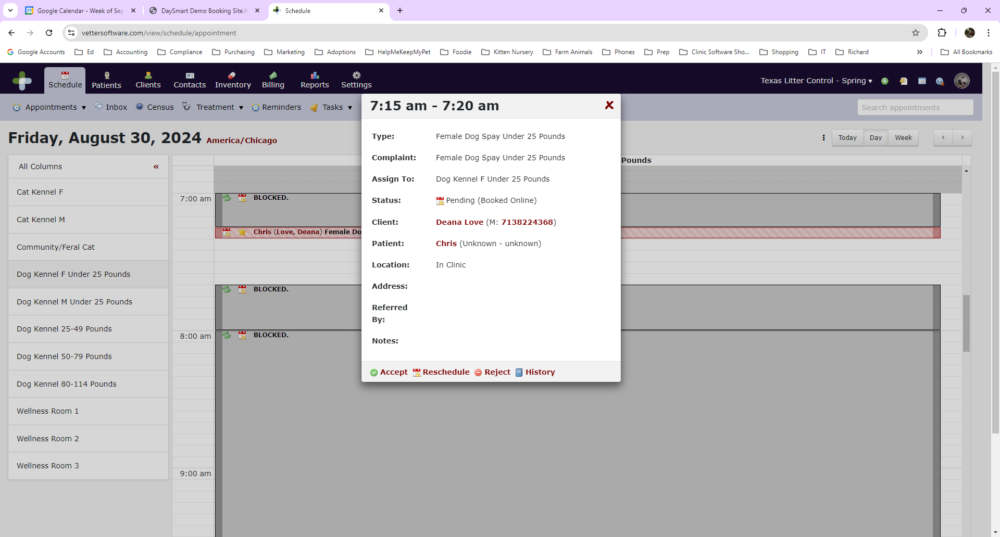 Google Calendar - Week of Sep
DaySmart Demo Booking Site.h
Schedule
vettersoftware.com/view/schedule/appointment
Google Accounts Ed Accounting Compliance Purchasing Marketing Adoptions HelpMeKeepMyPet Foodie Kitten Nursery Farm Animals Phones Prep Clinic Software Sho... Shopping IT Richard » All Bookmarks
Schedule Patients Clients Contacts Inventory Billing Reports Settings
Texas Litter Control - Spring
Appointments Inbox Census Treatment Reminders Tasks
Search appointments
Friday, August 30, 2024 America/Chicago
Today Day Week
All Columns «
Cat Kennel F
Cat Kennel M
Community/Feral Cat
Dog Kennel F Under 25 Pounds
Dog Kennel M Under 25 Pounds
Dog Kennel 25-49 Pounds
Dog Kennel 50-79 Pounds
Dog Kennel 80-114 Pounds
Wellness Room 1
Wellness Room 2
Wellness Room 3
Pounds
7:00 am
BLOCKED.
Chris (Love, Deana) Female Do
BLOCKED.
8:00 am
BLOCKED.
9:00 am
7:15 am - 7:20 am
Type: Female Dog Spay Under 25 Pounds
Complaint: Female Dog Spay Under 25 Pounds
Assign To: Dog Kennel F Under 25 Pounds
Status: Pending (Booked Online)
Client: Deana Love (M: 7138224368)
Patient: Chris (Unknown - unknown)
Location: In Clinic
Address:
Referred
By:
Notes:
Accept Reschedule Reject History